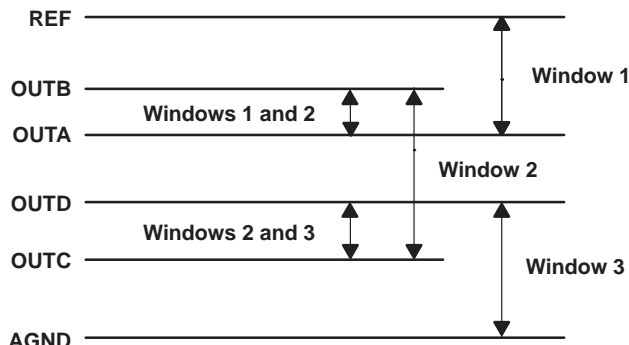 REF
Window 1
OUTB
Windows 1 and 2
OUTA
Window 2
OUTD
Windows 2 and 3
OUTC
Window 3
AGND